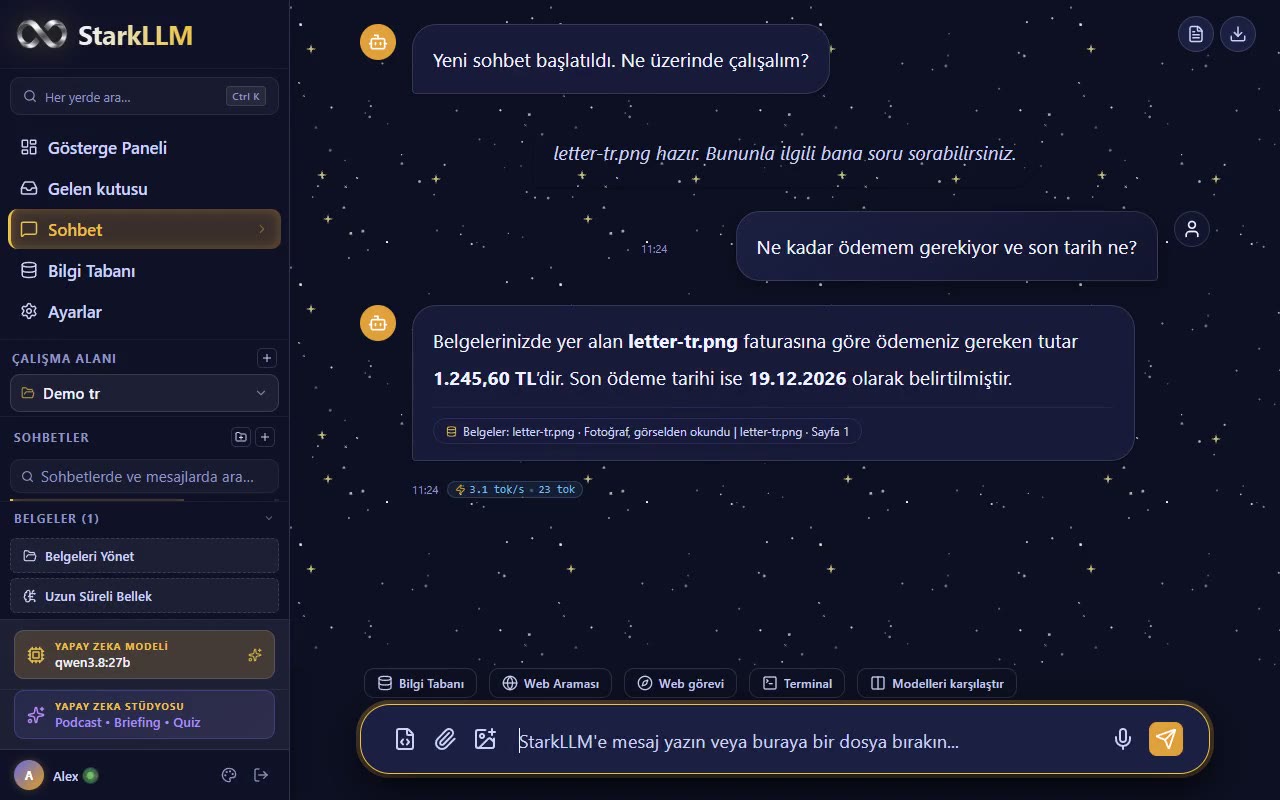 StarkLLM
Her yerde ara...
Ctrl K
Gösterge Paneli
Gelen kutusu
Sohbet
Bilgi Tabanı
Ayarlar
ÇALIŞMA ALANI
Demo tr
SOHBETLER
Sohbetlerde ve mesajlarda ara...
BELGELER (1)
Belgeleri Yönet
Uzun Süreli Bellek
YAPAY ZEKA MODELİ
qwen3.8:27b
YAPAY ZEKA STÜDYOSU
Podcast • Briefing • Quiz
A
Alex
Yeni sohbet başlatıldı. Ne üzerinde çalışalım?
letter-tr.png hazır. Bununla ilgili bana soru sorabilirsiniz.
11:24
Ne kadar ödemem gerekiyor ve son tarih ne?
Belgelerinizde yer alan letter-tr.png faturasına göre ödemeniz gereken tutar
1.245,60 TL'dir. Son ödeme tarihi ise 19.12.2026 olarak belirtilmiştir.
Belgeler: letter-tr.png · Fotoğraf, görselden okundu | letter-tr.png · Sayfa 1
11:24
3.1 tok/s · 23 tok
Bilgi Tabanı
Web Araması
Web görevi
Terminal
Modelleri karşılaştır
StarkLLM'e mesaj yazın veya buraya bir dosya bırakın...